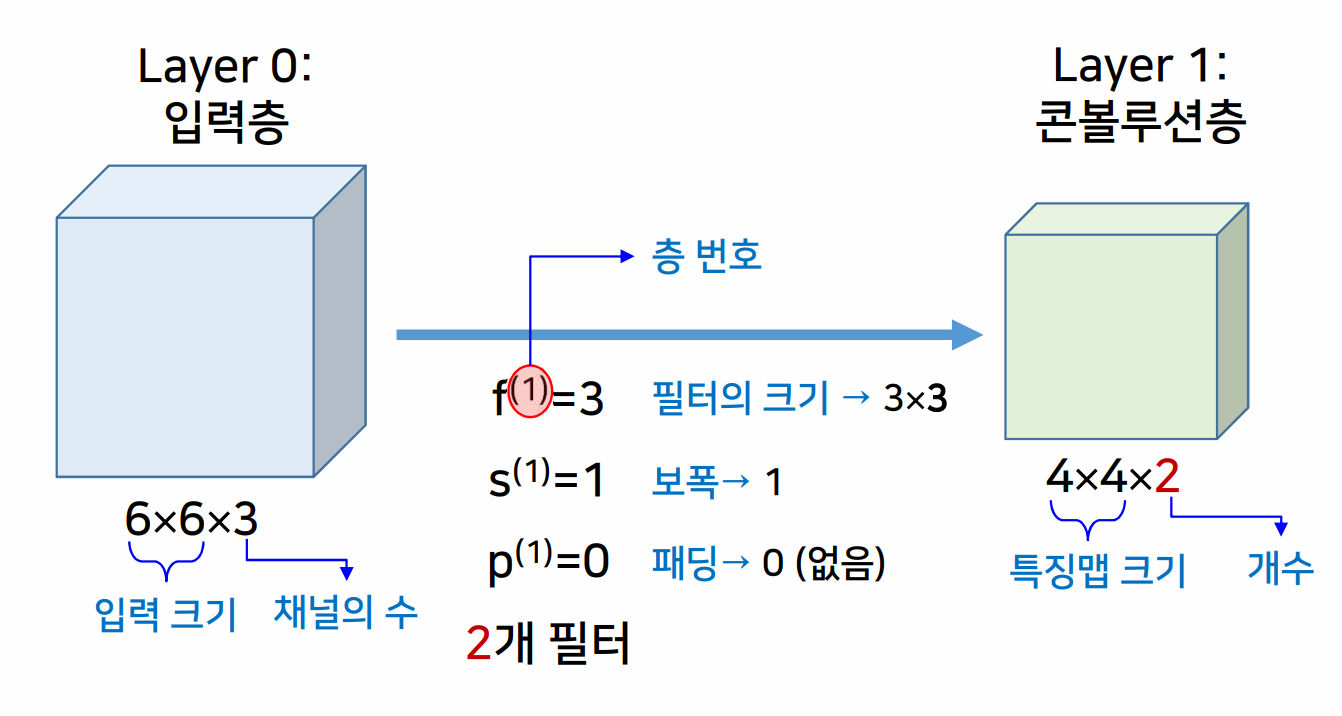 Layer 0:
입력층
Layer 1:
콘볼루션층
층 번호
f⁽¹⁾=3 필터의 크기 → 3×3
s⁽¹⁾=1 보폭→ 1
p⁽¹⁾=0 패딩→ 0 (없음)
2개 필터
6×6×3
입력 크기
채널의 수
4×4×2
특징맵 크기
개수